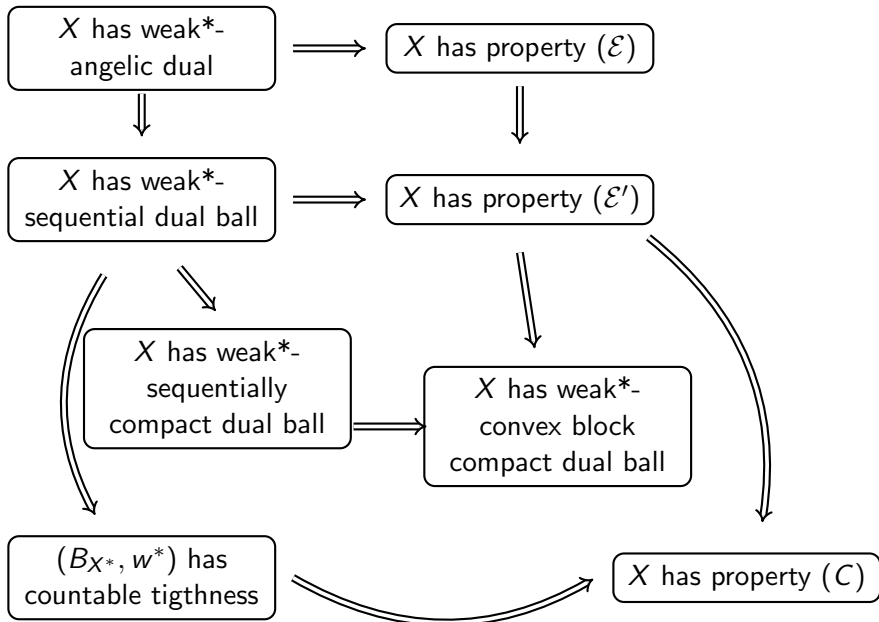 X has weak*-
angelic dual
X has property (ℰ)
X has weak*-
sequential dual ball
X has property (ℰ′)
X has weak*-
sequentially
compact dual ball
X has weak*-
convex block
compact dual ball
(B_{X*}, w*) has
countable tigthness
X has property (C)